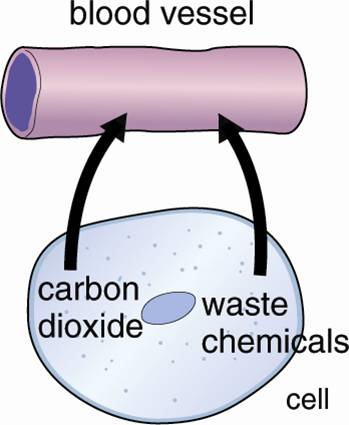 blood vessel
carbon
dioxide
waste
chemicals
cell